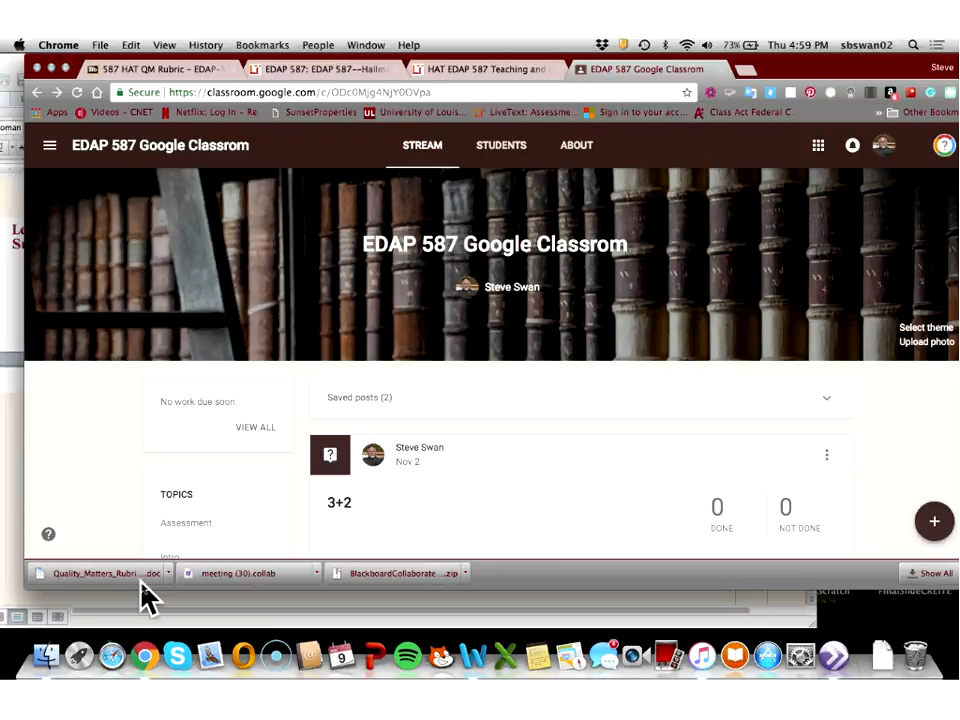 Chrome File Edit View History Bookmarks People Window Help 73% Thu 4:59 PM sbswan02
587 HAT QM Rubric - EDAP- EDAP 587: EDAP 587--Hallm HAT EDAP 587 Teaching and EDAP 587 Google Classrom Steve
Secure https://classroom.google.com/c/ODc0Mjg4NjY0OVpa
Apps Videos - CNET Netflix: Log In - Re SunsetProperties UL University of Louis... LiveText: Assessme... Sign in to your acc... Class Act Federal C... » Other Bookm
EDAP 587 Google Classrom STREAM STUDENTS ABOUT
EDAP 587 Google Classrom
Steve Swan
Select theme
Upload photo
No work due soon
VIEW ALL
Saved posts (2)
Steve Swan
Nov 2
3+2
0 DONE
0 NOT DONE
TOPICS
Assessment
Intro
Quality_Matters_Rubri....doc meeting (30).collab BlackboardCollaborate....zip Show All
Scratch
9